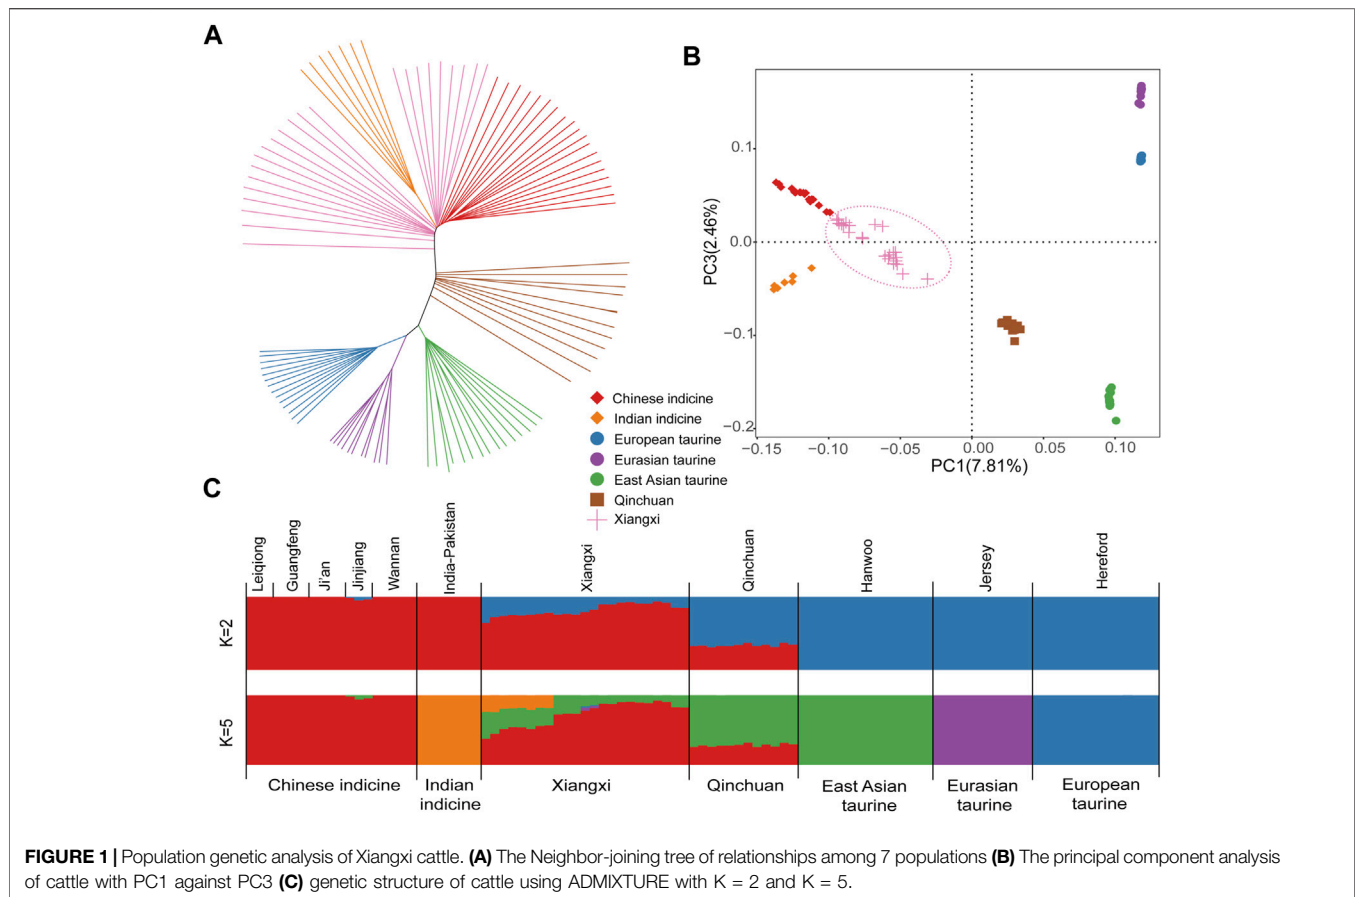 A
B
0.1
0.0
−0.1
−0.2
PC3(2.46%)
−0.15
−0.10
−0.05
0.00
0.05
0.10
PC1(7.81%)
Chinese indicine
Indian indicine
European taurine
Eurasian taurine
East Asian taurine
Qinchuan
Xiangxi
C
Leiqiong
Guangfeng
Ji'an
Jinjiang
Wannan
India-Pakistan
Xiangxi
Qinchuan
Hanwoo
Jersey
Hereford
K=2
K=5
Chinese indicine
Indian
indicine
Xiangxi
Qinchuan
East Asian
taurine
Eurasian
taurine
European
taurine
FIGURE 1 | Population genetic analysis of Xiangxi cattle. (A) The Neighbor-joining tree of relationships among 7 populations (B) The principal component analysis
of cattle with PC1 against PC3 (C) genetic structure of cattle using ADMIXTURE with K = 2 and K = 5.